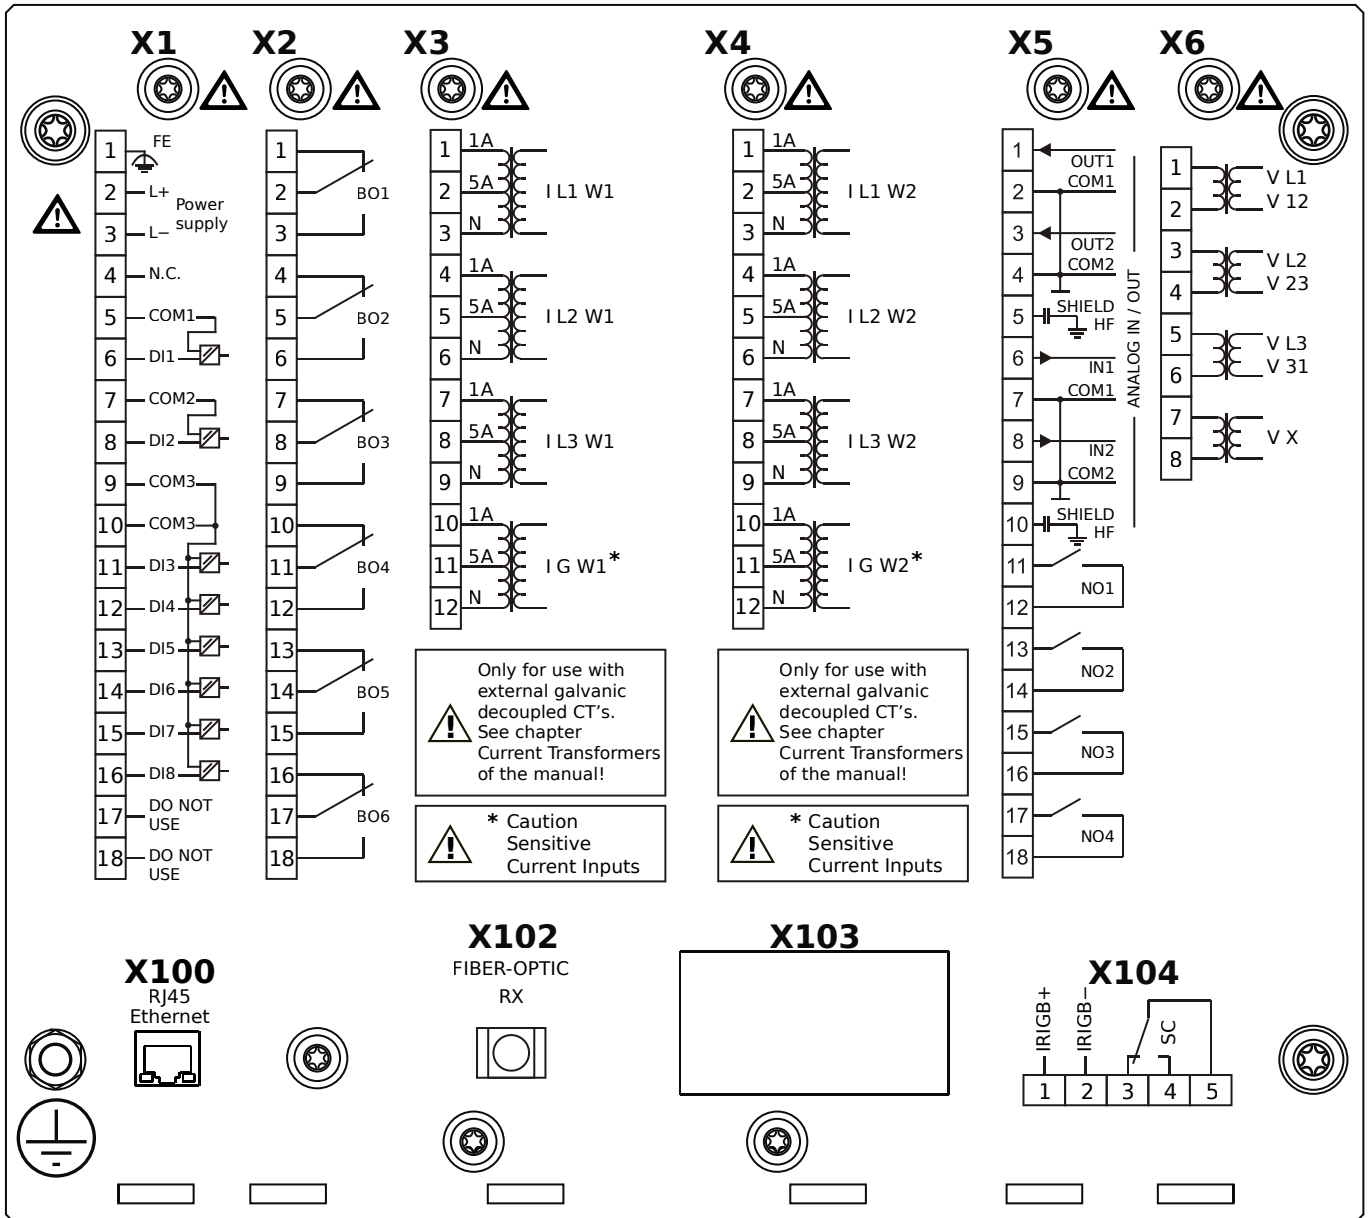 X1
X2
X3
X4
X5
X6
1 FE
2 L+
Power
supply
3 L−
4 N.C.
5 COM1
6 DI1
7 COM2
8 DI2
9 COM3
10 COM3
11 DI3
12 DI4
13 DI5
14 DI6
15 DI7
16 DI8
17 DO NOT
USE
18 DO NOT
USE
1
2 BO1
3
4
5 BO2
6
7
8 BO3
9
10
11 BO4
12
13
14 BO5
15
16
17 BO6
18
1 1A
2 5A I L1 W1
3 N
4 1A
5 5A I L2 W1
6 N
7 1A
8 5A I L3 W1
9 N
10 1A
11 5A I G W1*
12 N
Only for use with
external galvanic
decoupled CT's.
See chapter
Current Transformers
of the manual!
* Caution
Sensitive
Current Inputs
1 1A
2 5A I L1 W2
3 N
4 1A
5 5A I L2 W2
6 N
7 1A
8 5A I L3 W2
9 N
10 1A
11 5A I G W2*
12 N
Only for use with
external galvanic
decoupled CT's.
See chapter
Current Transformers
of the manual!
* Caution
Sensitive
Current Inputs
1 OUT1
2 COM1
3 OUT2
4 COM2
5 SHIELD
HF
6 IN1
7 COM1
8 IN2
9 COM2
10 SHIELD
HF
ANALOG IN / OUT
11
NO1
12
13
NO2
14
15
NO3
16
17
NO4
18
1 V L1
2 V 12
3 V L2
4 V 23
5 V L3
6 V 31
7
V X
8
X100
RJ45
Ethernet
X102
FIBER-OPTIC
RX
X103
X104
IRIGB+
IRIGB−
SC
1 2 3 4 5